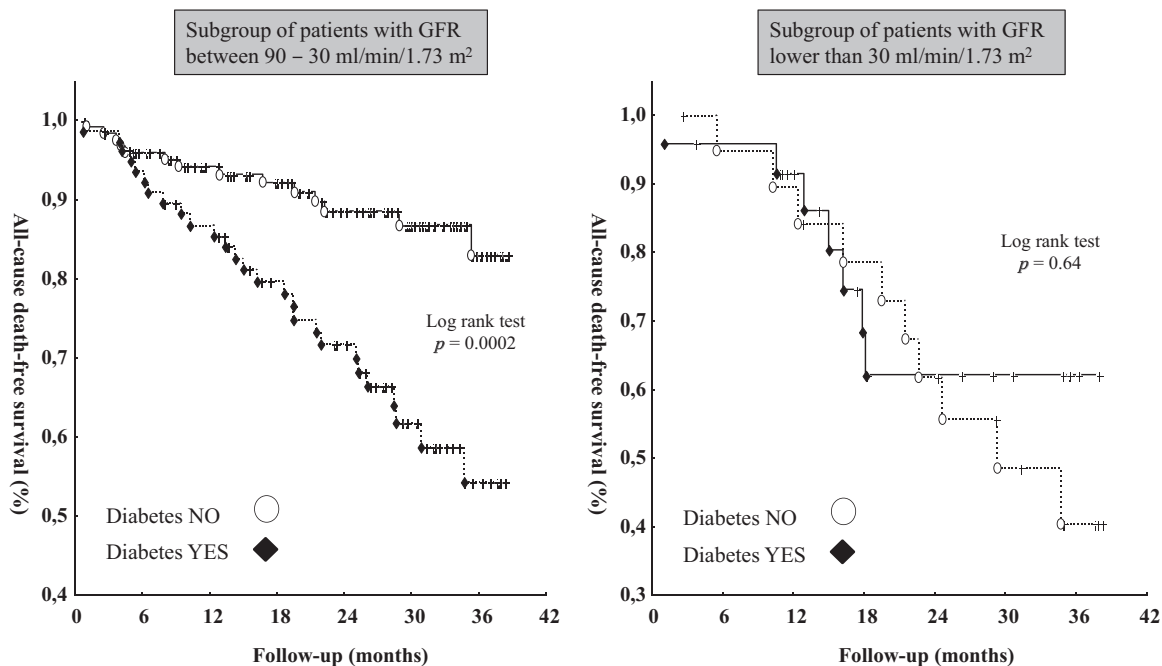 Subgroup of patients with GFR
between 90 – 30 ml/min/1.73 m²
All-cause death-free survival (%)
1,0
0,9
0,8
0,7
0,6
0,5
0,4
Log rank test
p = 0.0002
Diabetes NO
Diabetes YES
0 6 12 18 24 30 36 42
Follow-up (months)
Subgroup of patients with GFR
lower than 30 ml/min/1.73 m²
All-cause death-free survival (%)
1,0
0,9
0,8
0,7
0,6
0,5
0,4
0,3
Log rank test
p = 0.64
Diabetes NO
Diabetes YES
0 6 12 18 24 30 36 42
Follow-up (months)